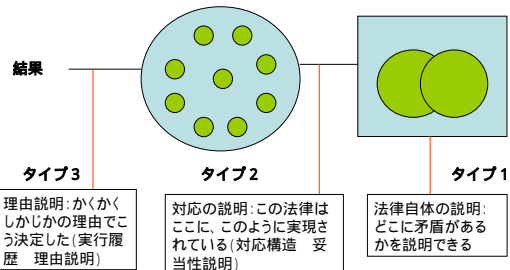 結果
タイプ3
タイプ2
タイプ1
理由説明:かくかく
しかじかの理由でこ
う決定した(実行履
歴 理由説明)
対応の説明:この法律は
ここに、このように実現さ
れている(対応構造 妥
当性説明)
法律自体の説明:
どこに矛盾がある
かを説明できる